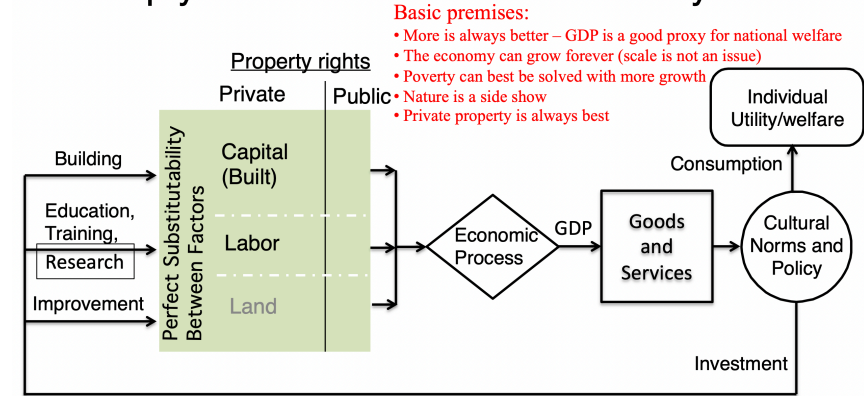 Basic premises:
• More is always better – GDP is a good proxy for national welfare
• The economy can grow forever (scale is not an issue)
• Poverty can best be solved with more growth
• Nature is a side show
• Private property is always best
Property rights
Private
Public
Perfect Substitutability
Between Factors
Capital
(Built)
Labor
Land
Building
Education,
Training,
Research
Improvement
Economic
Process
GDP
Goods
and
Services
Cultural
Norms and
Policy
Consumption
Individual
Utility/welfare
Investment